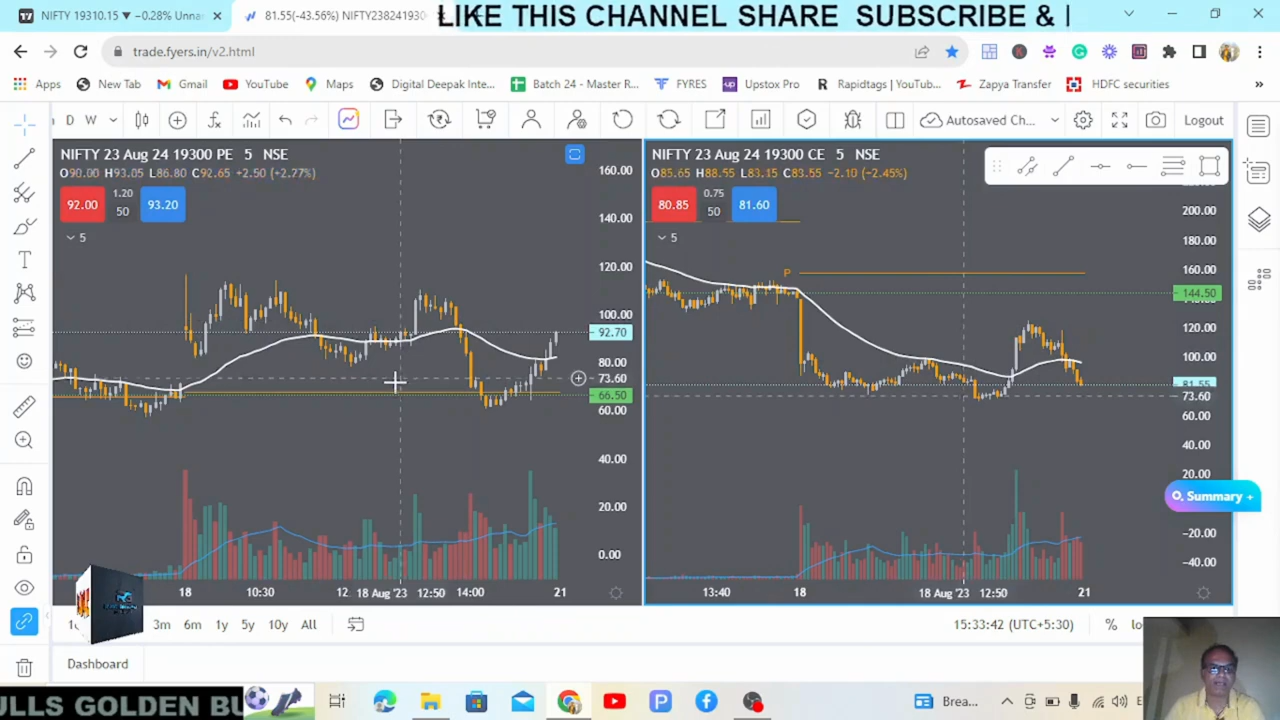 NIFTY 19310.15 ▼ −0.28% Unna
81.55(-43.56%) NIFTY238241930
LIKE THIS CHANNEL SHARE SUBSCRIBE &
trade.fyers.in/v2.html
Apps
New Tab
Gmail
YouTube
Maps
Digital Deepak Inte...
Batch 24 - Master R...
FYRES
Upstox Pro
Rapidtags | YouTub...
Zapya Transfer
HDFC securities
»
D W
Autosaved Ch...
Logout
NIFTY 23 Aug 24 19300 PE 5 NSE
O90.00 H93.05 L86.80 C92.65 +2.50 (+2.77%)
92.00
1.20
50
93.20
5
160.00
140.00
120.00
100.00
92.70
80.00
73.60
66.50
60.00
40.00
20.00
0.00
18
10:30
12
18 Aug '23
12:50
14:00
21
NIFTY 23 Aug 24 19300 CE 5 NSE
O85.65 H88.55 L83.15 C83.55 −2.10 (−2.45%)
80.85
0.75
50
81.60
5
P
200.00
180.00
160.00
144.50
120.00
100.00
81.55
73.60
60.00
40.00
20.00
Summary +
−20.00
−40.00
13:40
18
18 Aug '23
12:50
21
3m
6m
1y
5y
10y
All
15:33:42 (UTC+5:30)
%
Dashboard
ULLS GOLDEN BU
Brea...